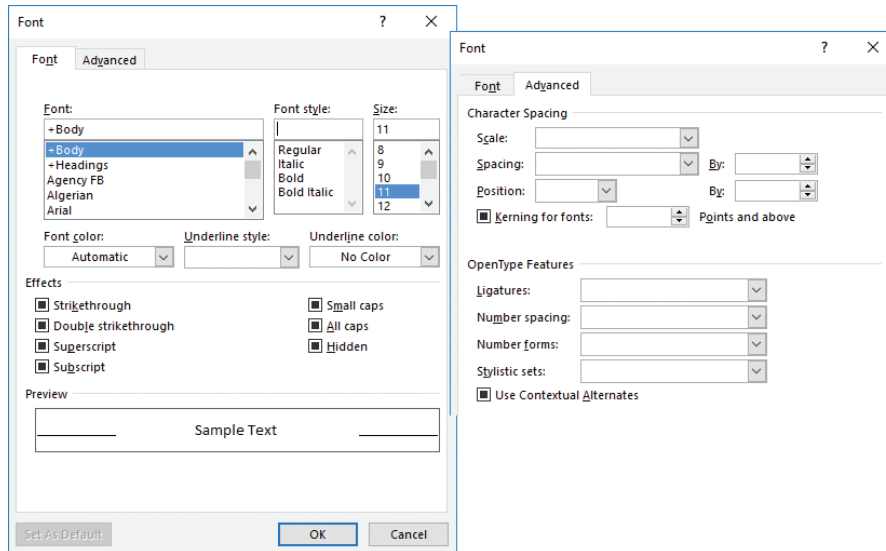 Font ? ×
Font Advanced
Font: Font style: Size:
+Body 11
+Body Regular 8
+Headings Italic 9
Agency FB Bold 10
Algerian Bold Italic 11
Arial 12
Font color: Underline style: Underline color:
Automatic No Color
Effects
Strikethrough Small caps
Double strikethrough All caps
Superscript Hidden
Subscript
Preview
Sample Text
Set As Default OK Cancel
Font ? ×
Font Advanced
Character Spacing
Scale:
Spacing: By:
Position: By:
Kerning for fonts: Points and above
OpenType Features
Ligatures:
Number spacing:
Number forms:
Stylistic sets:
Use Contextual Alternates